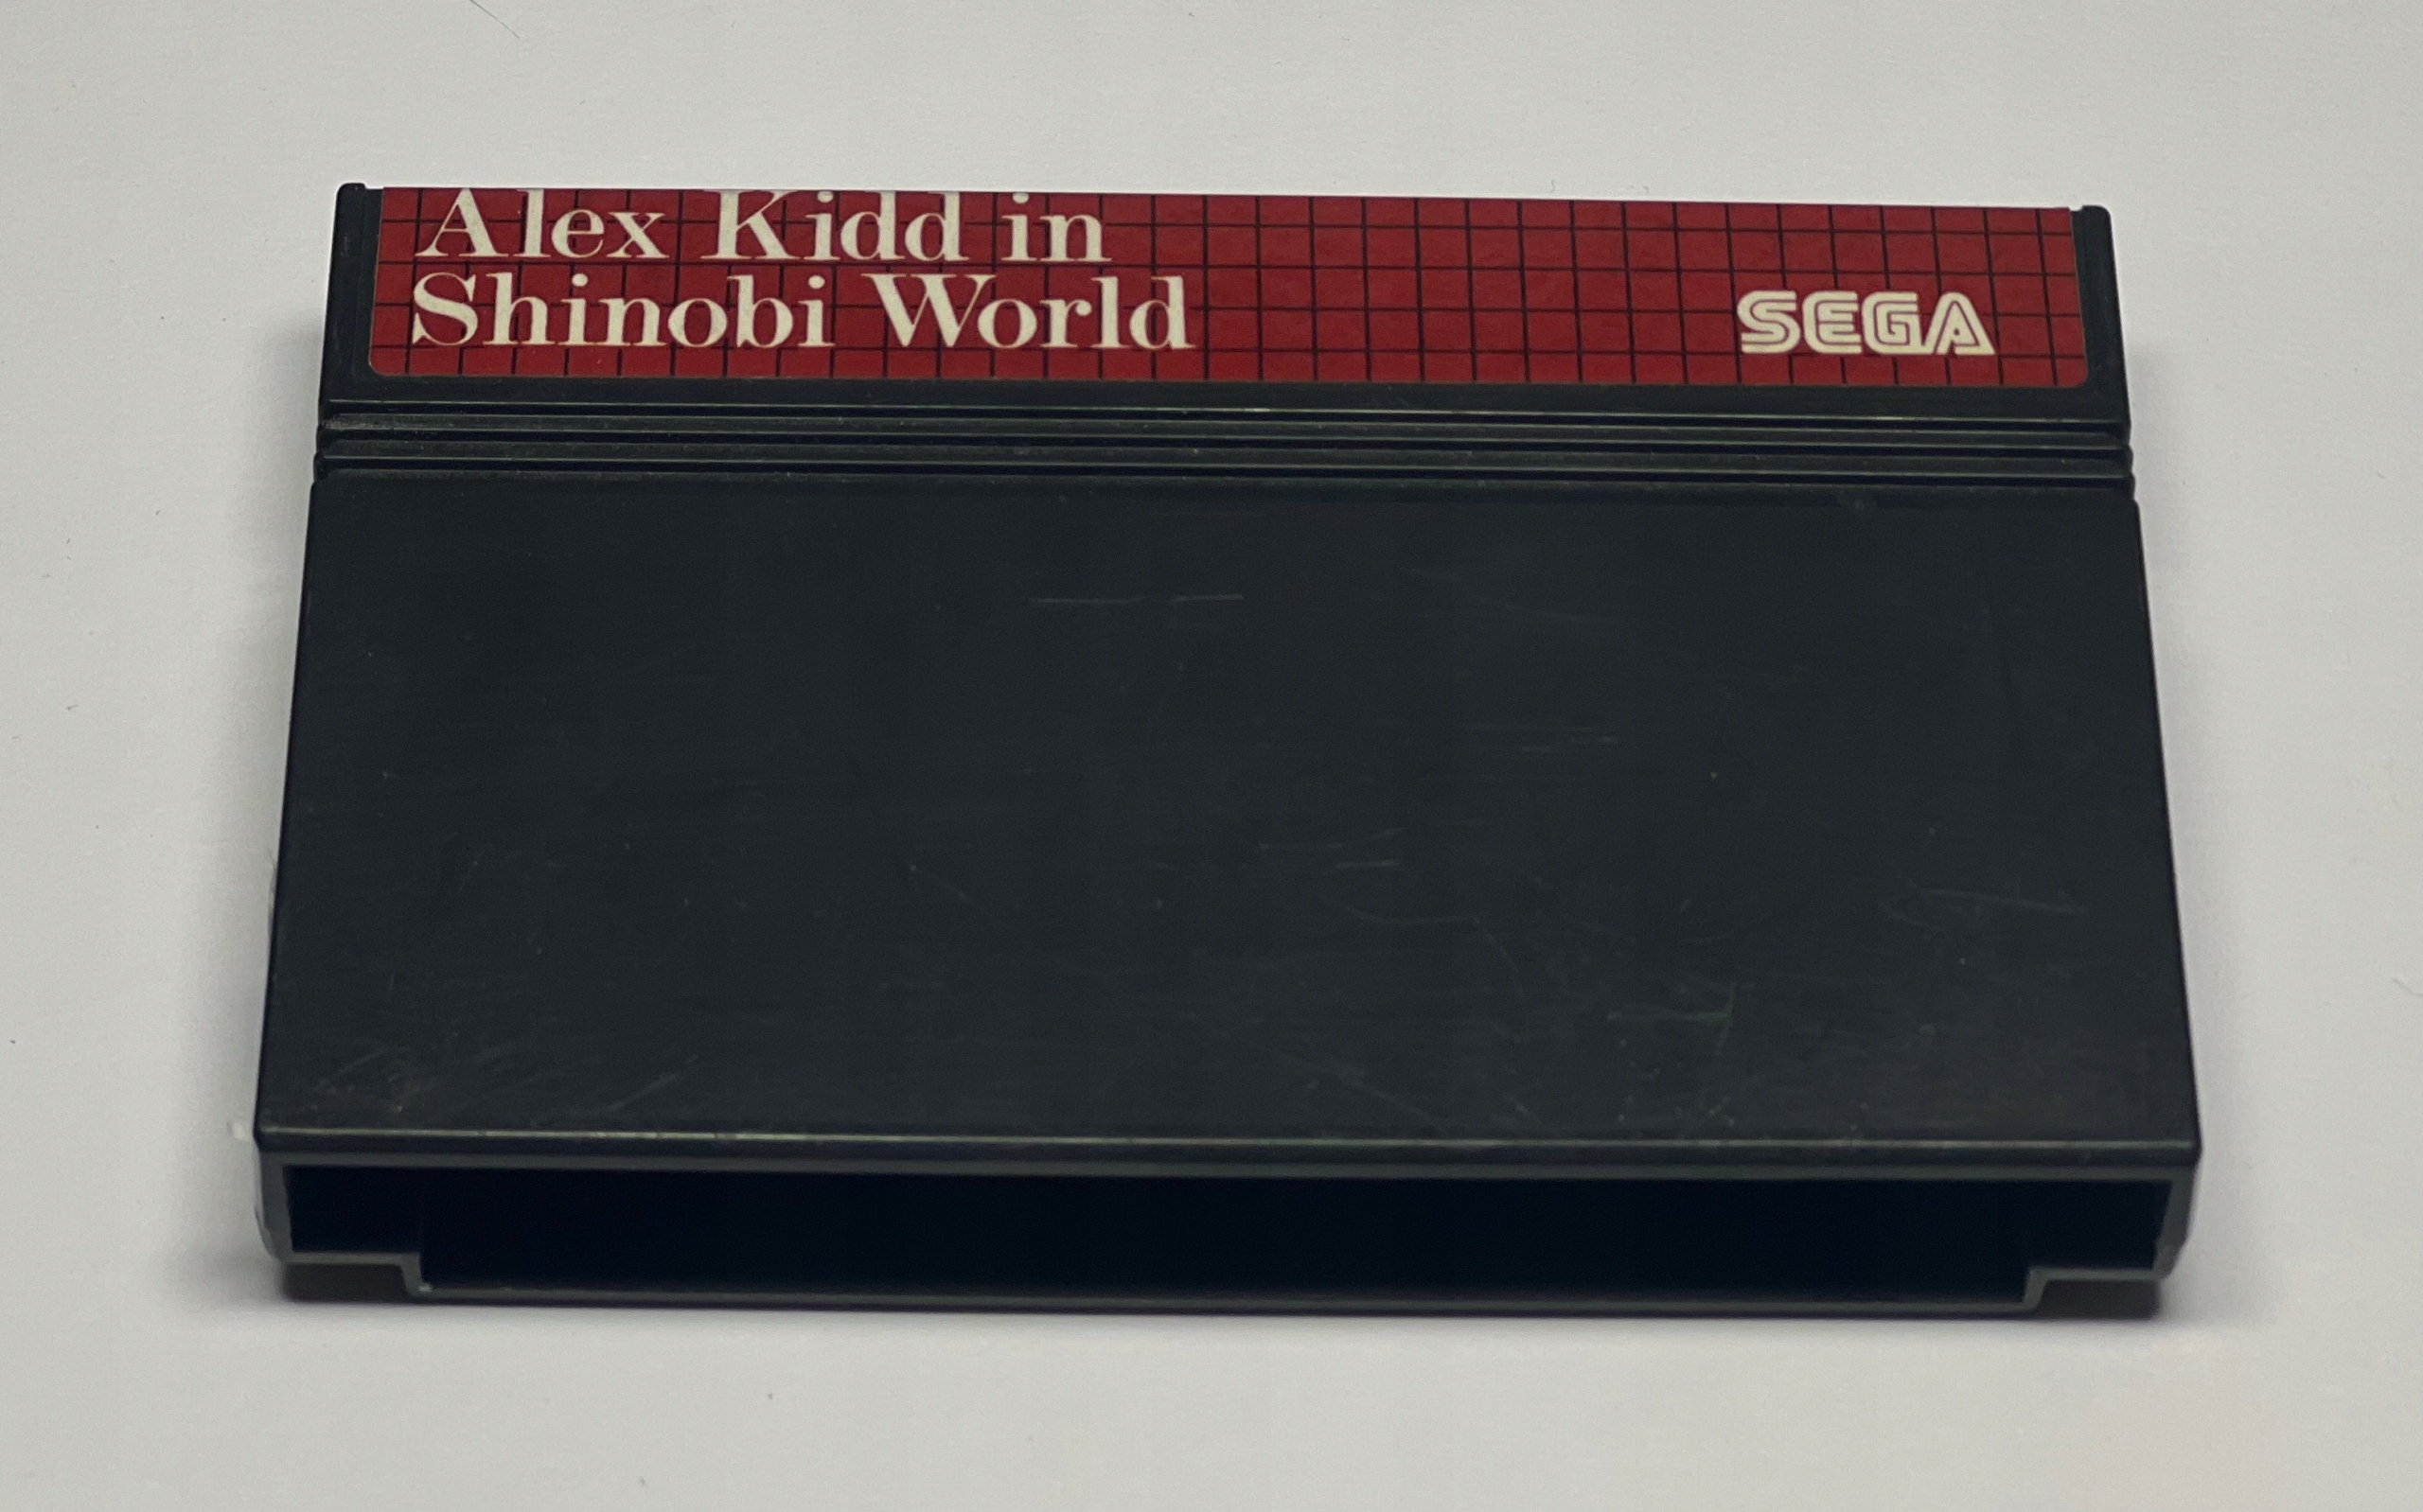 Alex Kidd in
Shinobi World
SEGA